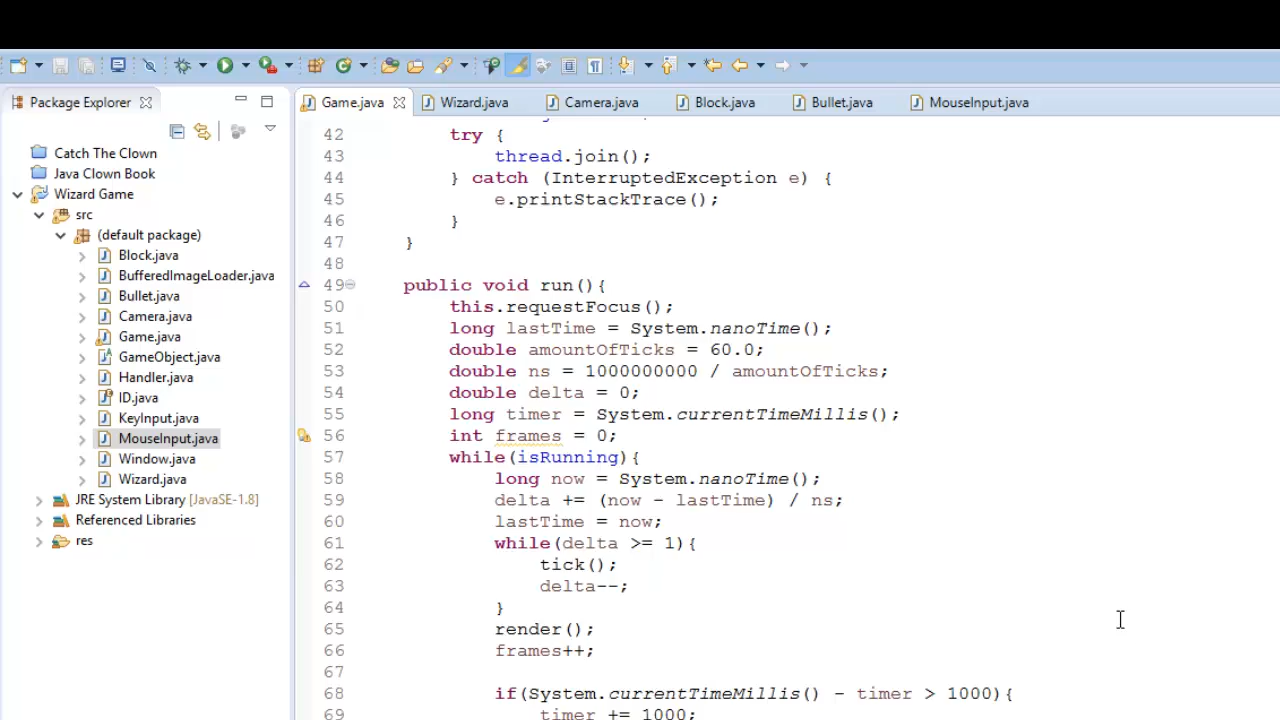 Package Explorer
Catch The Clown
Java Clown Book
Wizard Game
src
(default package)
Block.java
BufferedImageLoader.java
Bullet.java
Camera.java
Game.java
GameObject.java
Handler.java
ID.java
KeyInput.java
MouseInput.java
Window.java
Wizard.java
JRE System Library [JavaSE-1.8]
Referenced Libraries
res
Game.java Wizard.java Camera.java Block.java Bullet.java MouseInput.java
42 try {
43 thread.join();
44 } catch (InterruptedException e) {
45 e.printStackTrace();
46 }
47 }
48
49 public void run(){
50 this.requestFocus();
51 long lastTime = System.nanoTime();
52 double amountOfTicks = 60.0;
53 double ns = 1000000000 / amountOfTicks;
54 double delta = 0;
55 long timer = System.currentTimeMillis();
56 int frames = 0;
57 while(isRunning){
58 long now = System.nanoTime();
59 delta += (now - lastTime) / ns;
60 lastTime = now;
61 while(delta >= 1){
62 tick();
63 delta--;
64 }
65 render();
66 frames++;
67
68 if(System.currentTimeMillis() - timer > 1000){
69 timer += 1000;